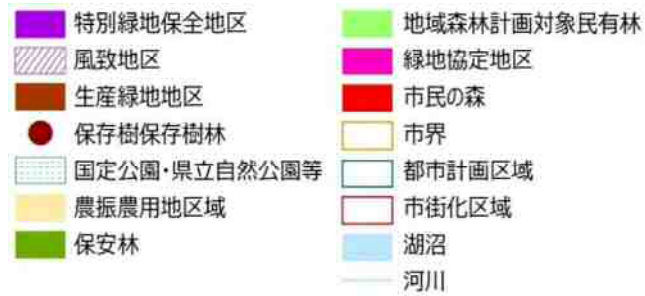 特別緑地保全地区
風致地区
生産緑地地区
保存樹保存樹林
国定公園・県立自然公園等
農振農用地区域
保安林
地域森林計画対象民有林
緑地協定地区
市民の森
市界
都市計画区域
市街化区域
湖沼
河川